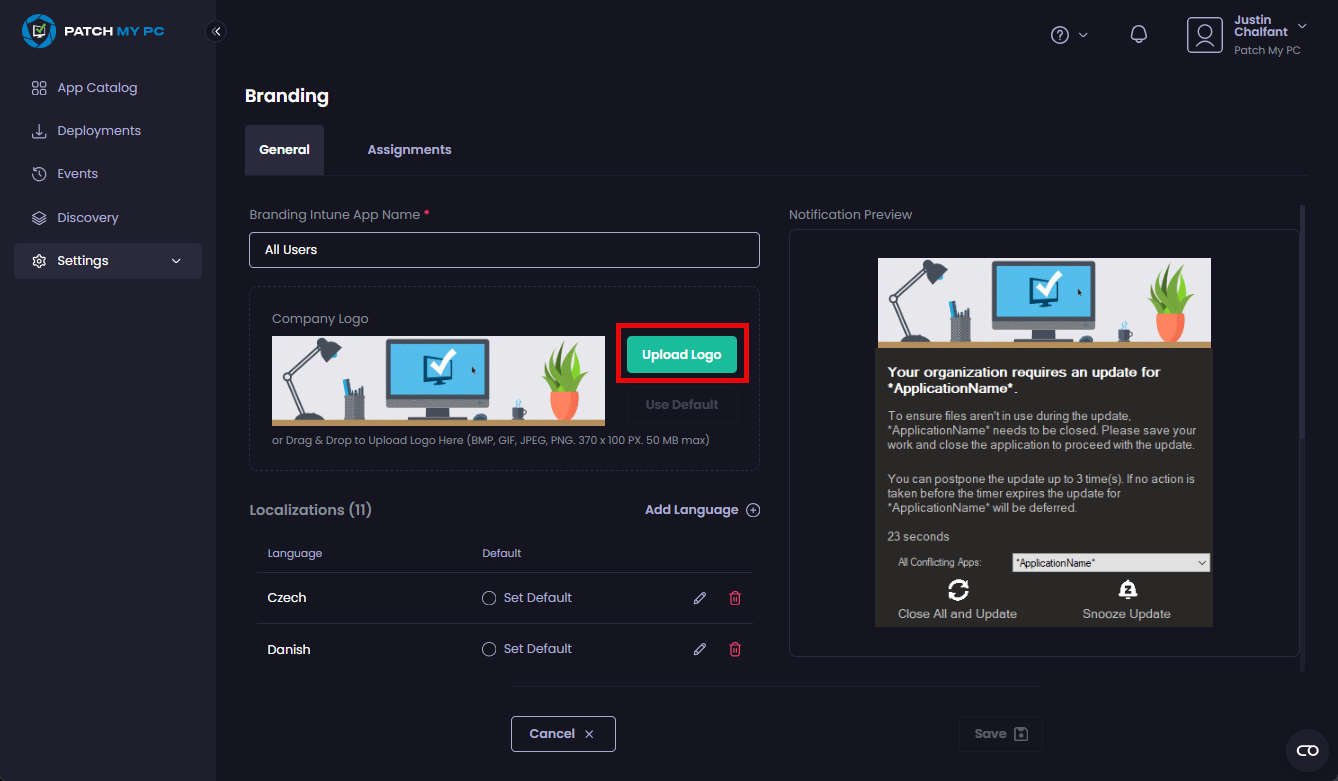 PATCH MY PC
Justin
Chalfant
Patch My PC
App Catalog
Deployments
Events
Discovery
Settings
Branding
General
Assignments
Branding Intune App Name *
All Users
Company Logo
Upload Logo
Use Default
or Drag & Drop to Upload Logo Here (BMP, GIF, JPEG, PNG. 370 x 100 PX. 50 MB max)
Localizations (11)
Add Language
Language
Default
Czech
Set Default
Danish
Set Default
Notification Preview
Your organization requires an update for
*ApplicationName*.
To ensure files aren't in use during the update,
*ApplicationName* needs to be closed. Please save your
work and close the application to proceed with the update.
You can postpone the update up to 3 time(s). If no action is
taken before the timer expires the update for
*ApplicationName* will be deferred.
23 seconds
All Conflicting Apps:
*ApplicationName*
Close All and Update
Snooze Update
Cancel
Save